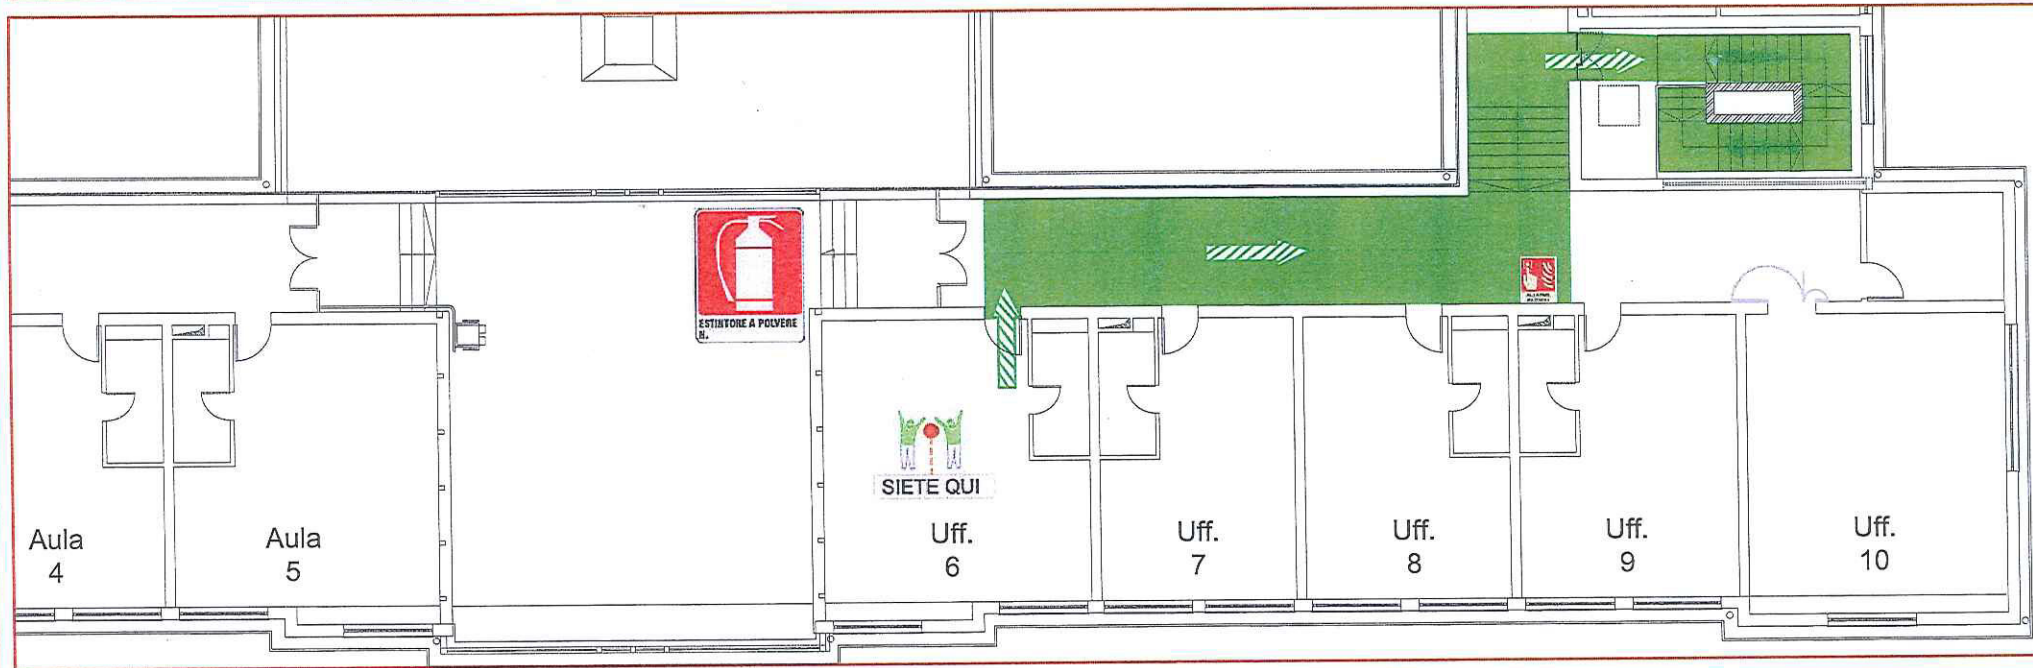 ESTINTORE A POLVERE
N.
SIETE QUI
Aula
4
Aula
5
Uff.
6
Uff.
7
Uff.
8
Uff.
9
Uff.
10